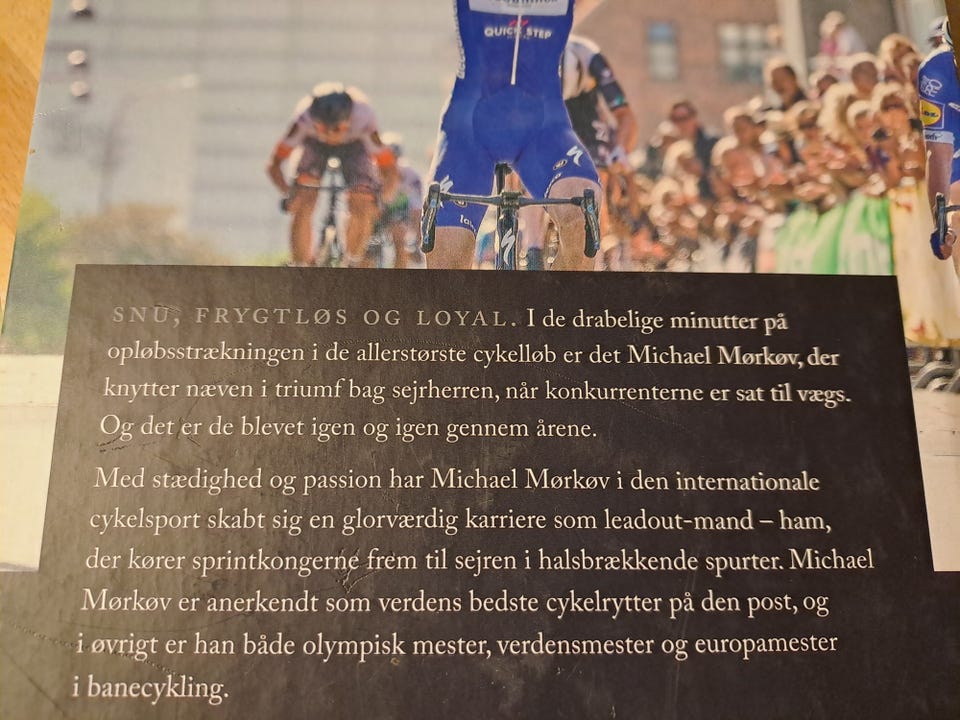 QUICK-STEP
SNU, FRYGTLØS OG LOYAL. I de drabelige minutter på
opløbsstrækningen i de allerstørste cykelløb er det Michael Mørkøv, der
knytter næven i triumf bag sejrherren, når konkurrenterne er sat til vægs.
Og det er de blevet igen og igen gennem årene.
Med stædighed og passion har Michael Mørkøv i den internationale
cykelsport skabt sig en glorværdig karriere som leadout-mand – ham,
der kører sprintkongerne frem til sejren i halsbrækkende spurter. Michael
Mørkøv er anerkendt som verdens bedste cykelrytter på den post, og
i øvrigt er han både olympisk mester, verdensmester og europamester
i banecykling.